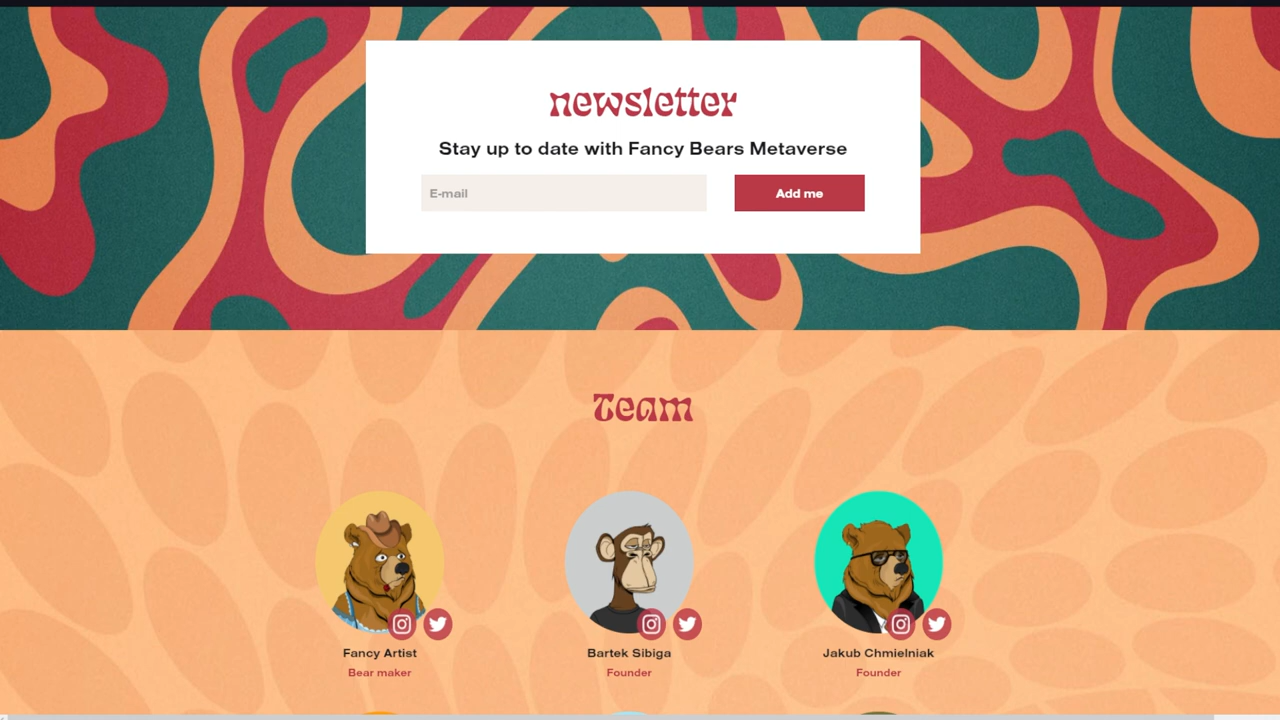 newsletter
Stay up to date with Fancy Bears Metaverse
E-mail
Add me
Team
Fancy Artist
Bear maker
Bartek Sibiga
Founder
Jakub Chmielniak
Founder